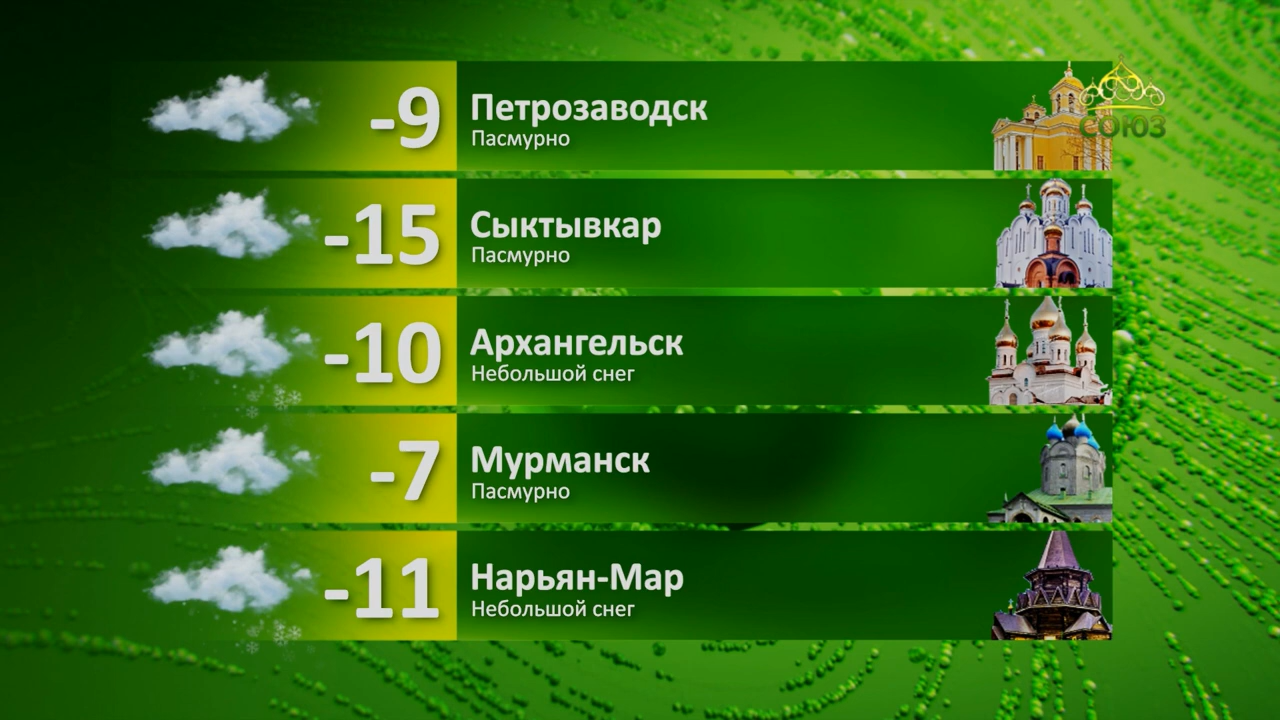 -9
Петрозаводск
Пасмурно
СОЮЗ
-15
Сыктывкар
Пасмурно
-10
Архангельск
Небольшой снег
-7
Мурманск
Пасмурно
-11
Нарьян-Мар
Небольшой снег